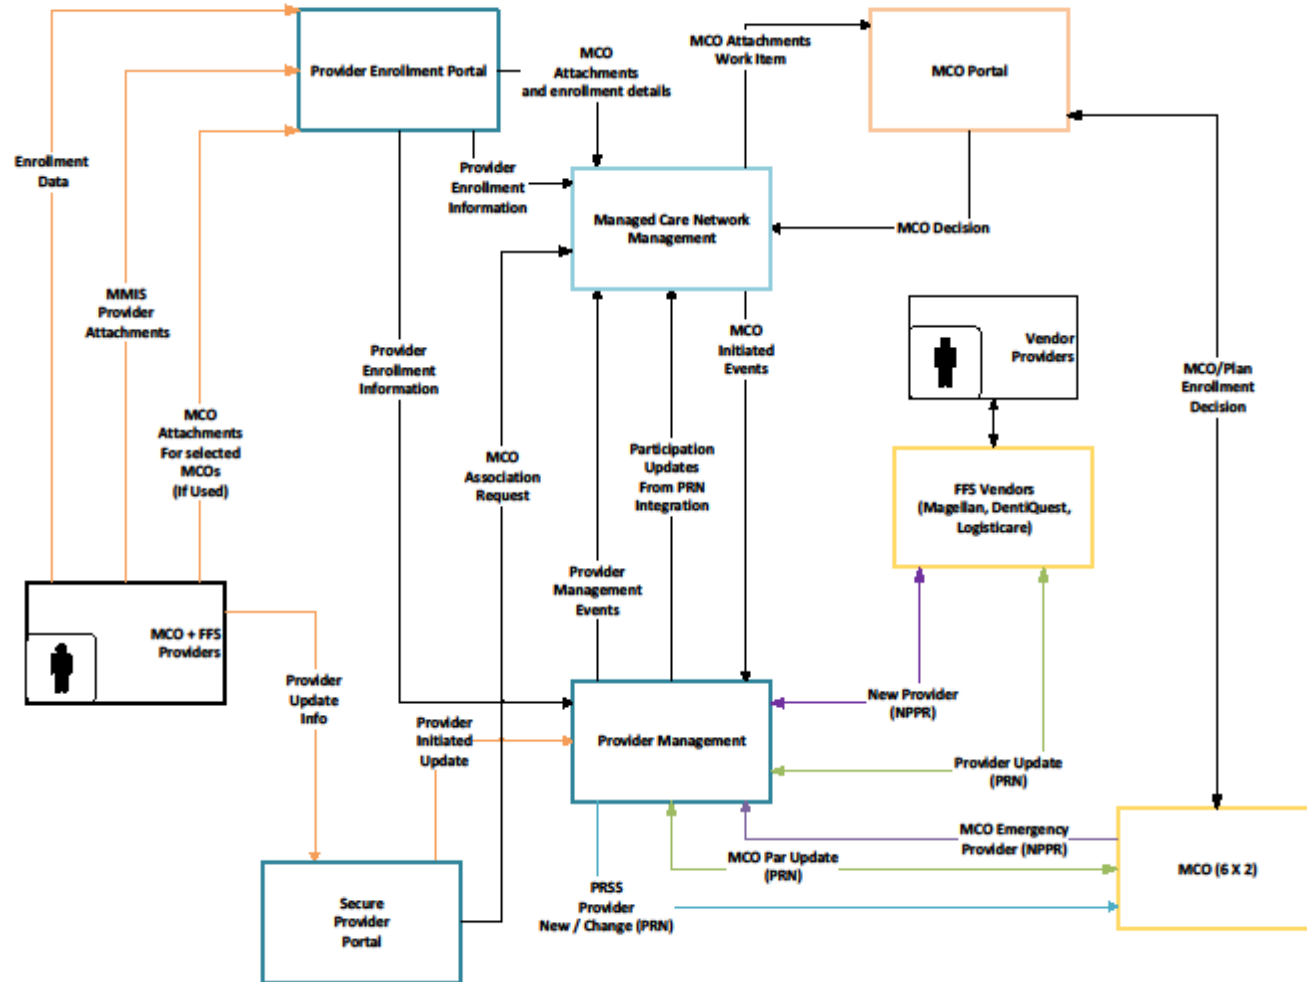 Provider Enrollment Portal
MCO
Attachments
and enrollment details
MCO Attachments
Work Item
MCO Portal
Enrollment
Data
Provider
Enrollment
Information
Managed Care Network
Management
MCO Decision
MMIS
Provider
Attachments
Provider
Enrollment
Information
MCO
Initiated
Events
Vendor
Providers
MCO/Plan
Enrollment
Decision
MCO
Attachments
For selected
MCOs
(If Used)
MCO
Association
Request
Participation
Updates
From PRN
Integration
FFS Vendors
(Magellan, DentiQuest,
Logisticare)
Provider
Management
Events
MCO + FFS
Providers
Provider
Update
Info
Provider
Initiated
Update
Provider Management
New Provider
(NPPR)
Provider Update
(PRN)
MCO Emergency
Provider (NPPR)
MCO Par Update
(PRN)
MCO (6 X 2)
PRSS
Provider
New / Change (PRN)
Secure
Provider
Portal